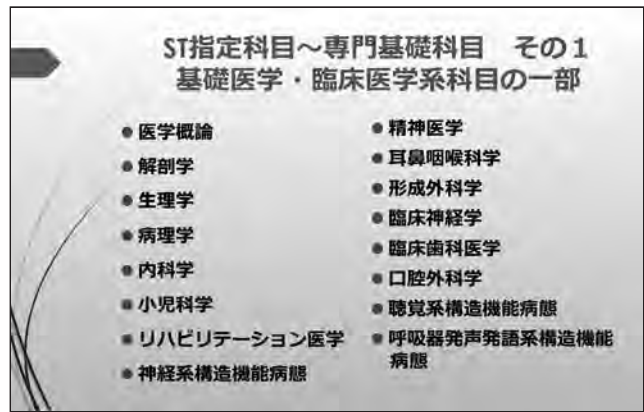 ST指定科目～専門基礎科目　その１
基礎医学・臨床医学系科目の一部
● 医学概論
● 解剖学
● 生理学
● 病理学
● 内科学
● 小児科学
● リハビリテーション医学
● 神経系構造機能病態
● 精神医学
● 耳鼻咽喉科学
● 形成外科学
● 臨床神経学
● 臨床歯科医学
● 口腔外科学
● 聴覚系構造機能病態
● 呼吸器発声発語系構造機能
病態